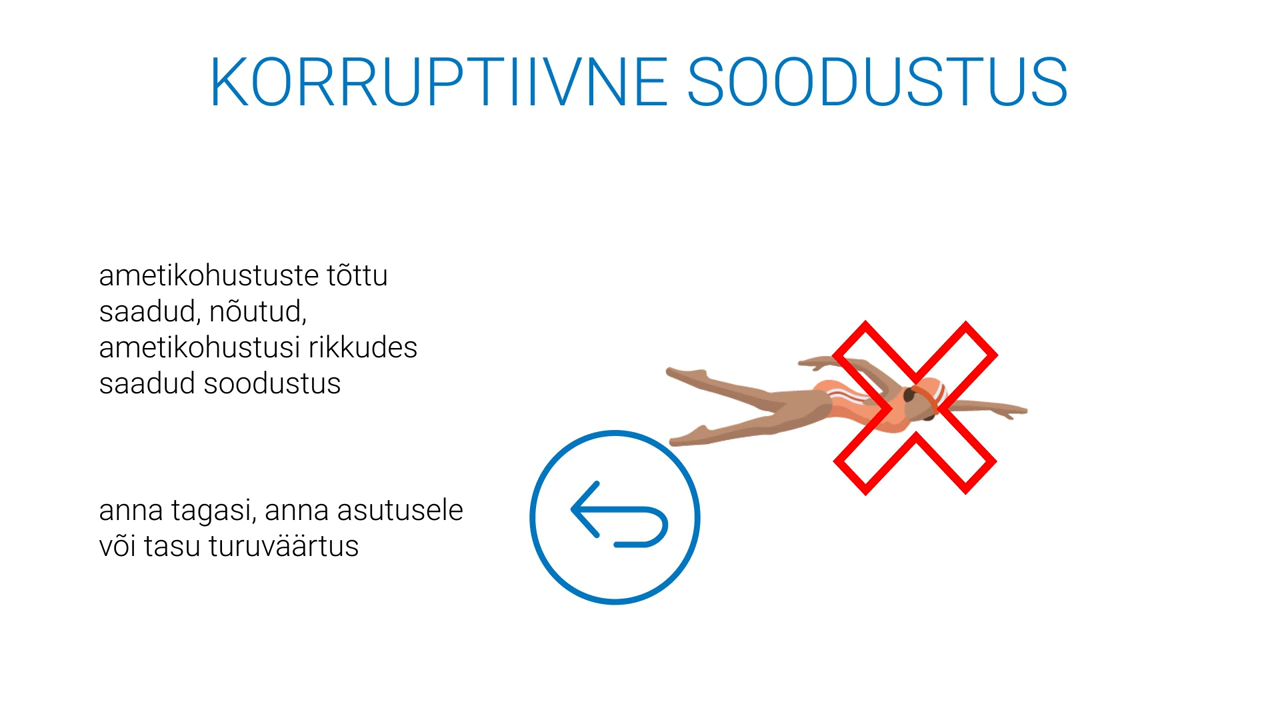 KORRUPTIIVNE SOODUSTUS
ametikohustuste tõttu
saadud, nõutud,
ametikohustusi rikkudes
saadud soodustus
anna tagasi, anna asutusele
või tasu turuväärtus